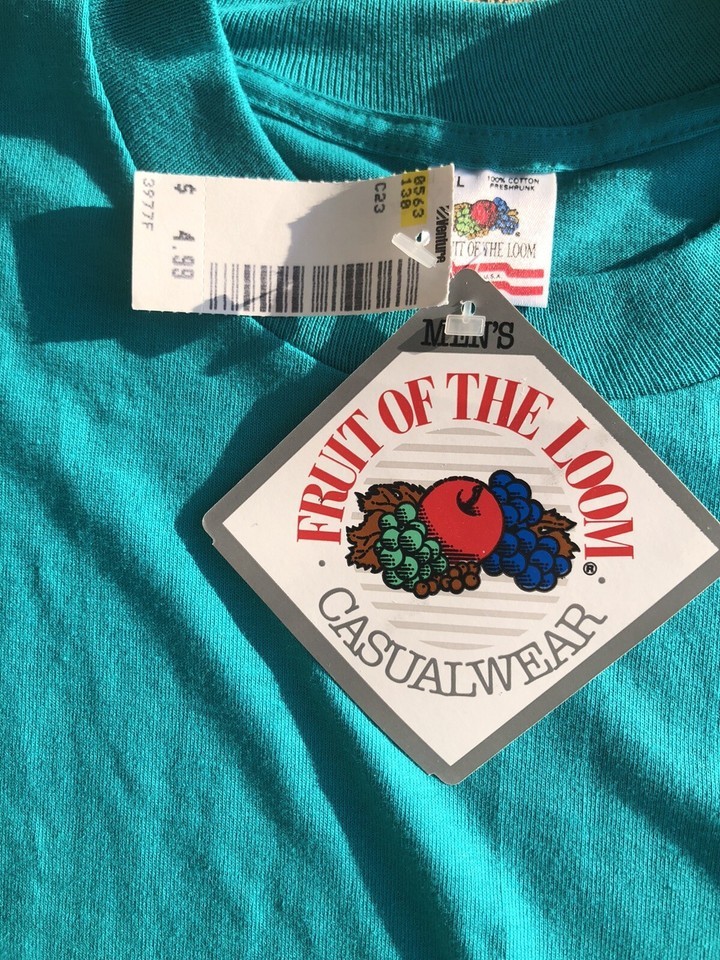 Venture
0563
138
C23
$ 4.99
3977F
L
100% COTTON
PRESHRUNK
IT OF THE LOOM
U.S.A.
MEN'S
FRUIT OF THE LOOM
®
CASUALWEAR